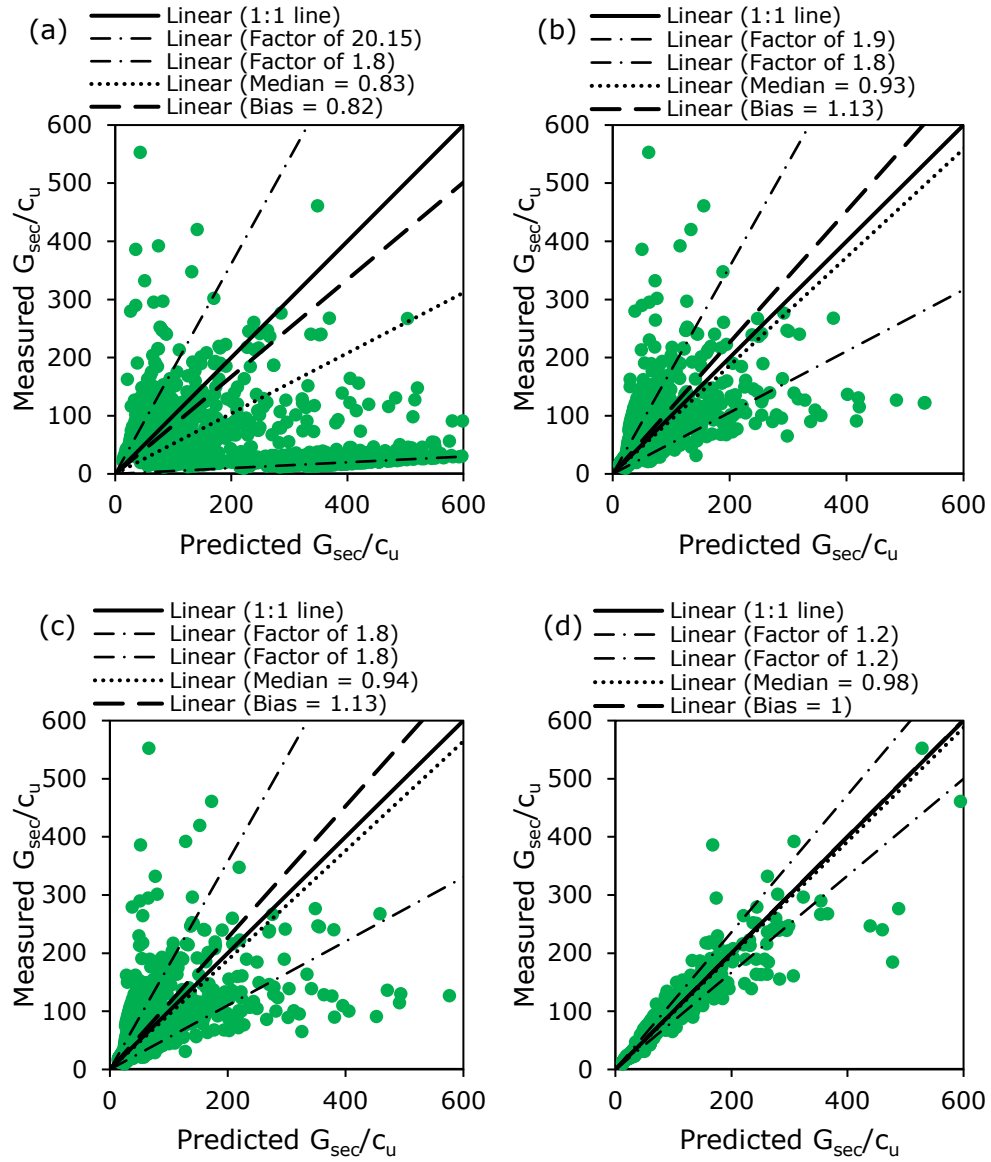 (a)
Linear (1:1 line)
Linear (Factor of 20.15)
Linear (Factor of 1.8)
Linear (Median = 0.83)
Linear (Bias = 0.82)
600
500
400
300
200
100
0
0 200 400 600
Measured Gsec/cu
Predicted Gsec/cu
(b)
Linear (1:1 line)
Linear (Factor of 1.9)
Linear (Factor of 1.8)
Linear (Median = 0.93)
Linear (Bias = 1.13)
600
500
400
300
200
100
0
0 200 400 600
Measured Gsec/cu
Predicted Gsec/cu
(c)
Linear (1:1 line)
Linear (Factor of 1.8)
Linear (Factor of 1.8)
Linear (Median = 0.94)
Linear (Bias = 1.13)
600
500
400
300
200
100
0
0 200 400 600
Measured Gsec/cu
Predicted Gsec/cu
(d)
Linear (1:1 line)
Linear (Factor of 1.2)
Linear (Factor of 1.2)
Linear (Median = 0.98)
Linear (Bias = 1)
600
500
400
300
200
100
0
0 200 400 600
Measured Gsec/cu
Predicted Gsec/cu